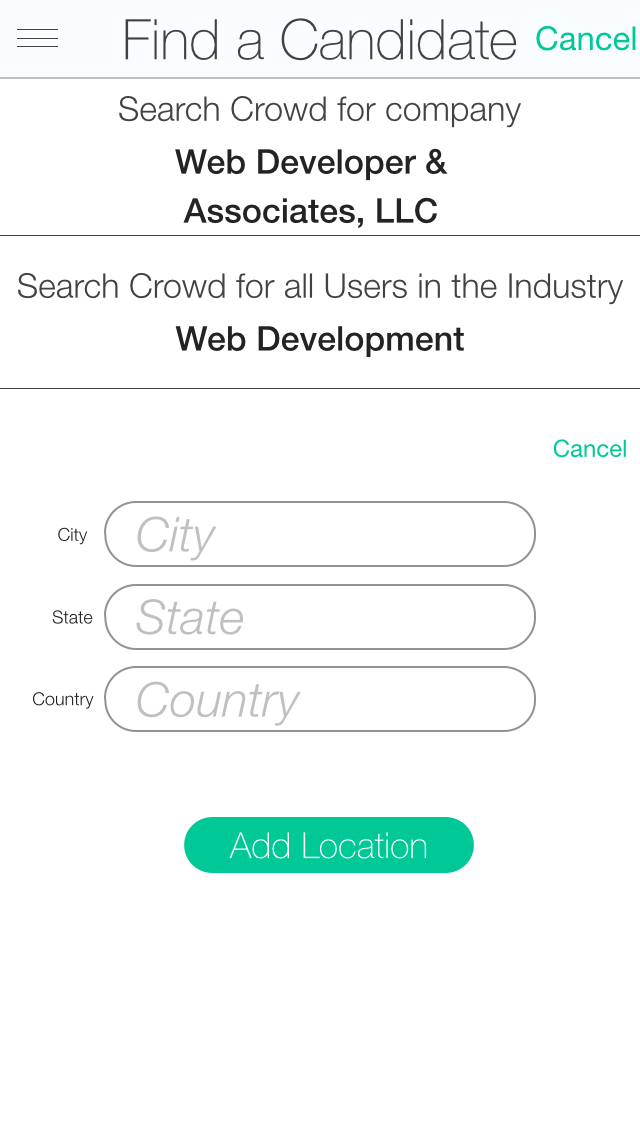 Find a Candidate Cancel
Search Crowd for company
Web Developer &
Associates, LLC
Search Crowd for all Users in the Industry
Web Development
Cancel
City City
State State
Country Country
Add Location